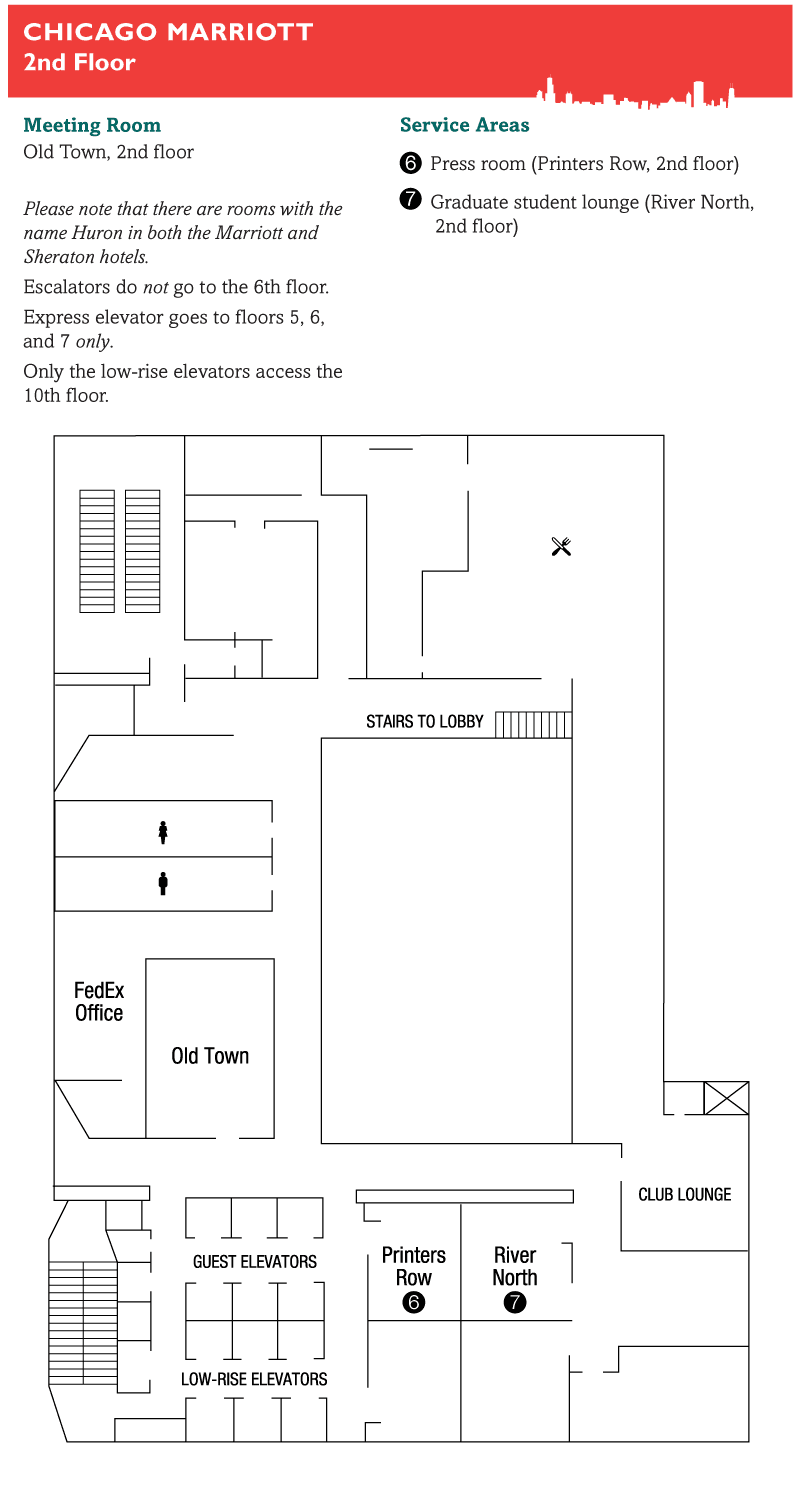 CHICAGO MARRIOTT
2nd Floor
Meeting Room
Old Town, 2nd floor
Please note that there are rooms with the
name Huron in both the Marriott and
Sheraton hotels.
Escalators do not go to the 6th floor.
Express elevator goes to floors 5, 6,
and 7 only.
Only the low-rise elevators access the
10th floor.
Service Areas
6 Press room (Printers Row, 2nd floor)
7 Graduate student lounge (River North,
2nd floor)
STAIRS TO LOBBY
FedEx
Office
Old Town
CLUB LOUNGE
GUEST ELEVATORS
Printers
Row
6
River
North
7
LOW-RISE ELEVATORS